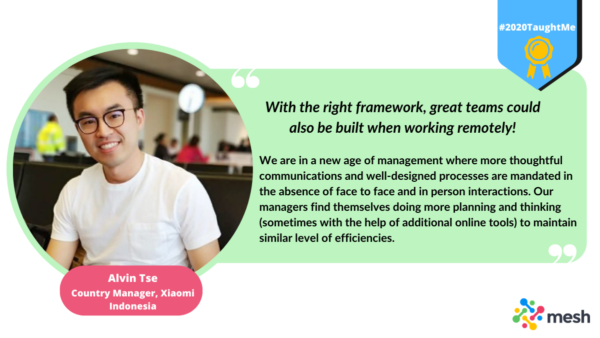 #2020TaughtMe
With the right framework, great teams could
also be built when working remotely!
We are in a new age of management where more thoughtful
communications and well-designed processes are mandated in
the absence of face to face and in person interactions. Our
managers find themselves doing more planning and thinking
(sometimes with the help of additional online tools) to maintain
similar level of efficiencies.
Alvin Tse
Country Manager, Xiaomi
Indonesia
mesh